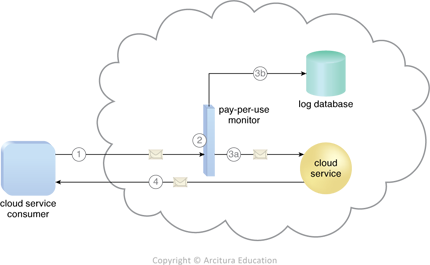 3b
log database
pay-per-use
monitor
2
1
3a
cloud
service
4
cloud service
consumer
Copyright © Arcitura Education